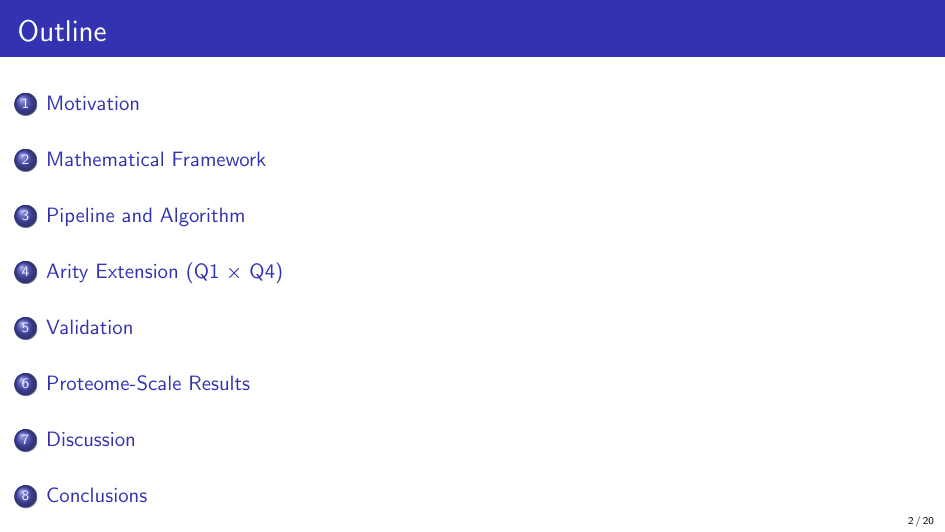 Outline
1 Motivation
2 Mathematical Framework
3 Pipeline and Algorithm
4 Arity Extension (Q1 × Q4)
5 Validation
6 Proteome-Scale Results
7 Discussion
8 Conclusions
2 / 20